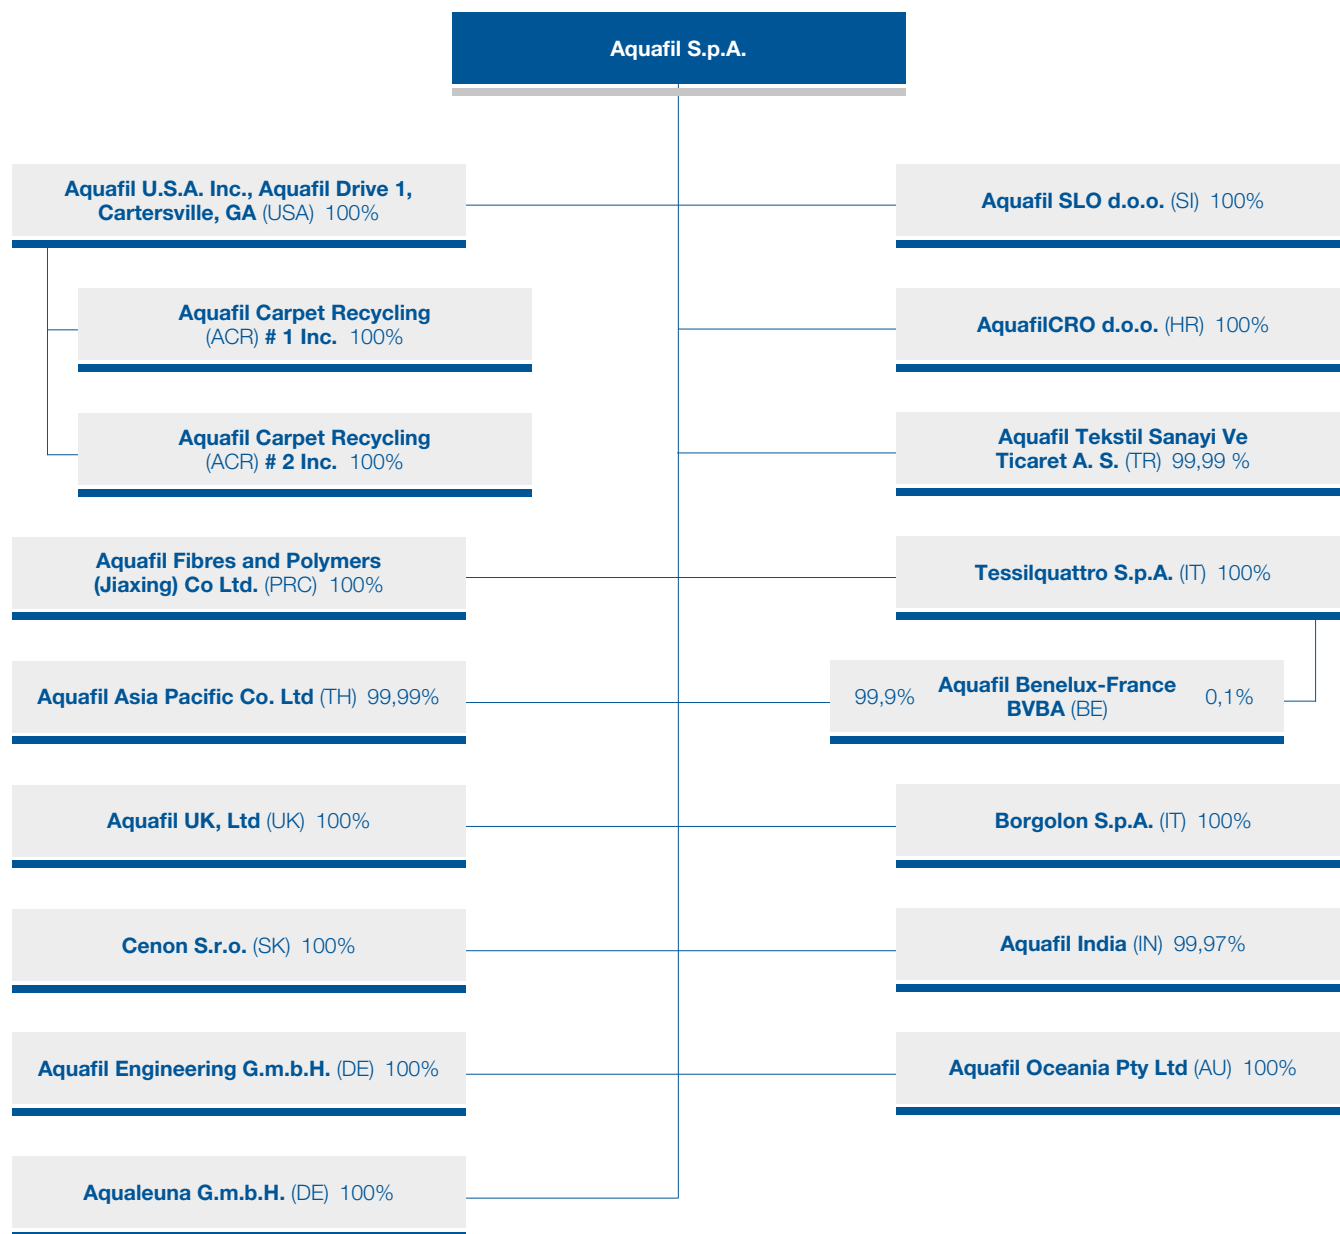 Aquafil S.p.A.
Aquafil U.S.A. Inc., Aquafil Drive 1,
Cartersville, GA (USA) 100%
Aquafil SLO d.o.o. (SI) 100%
Aquafil Carpet Recycling
(ACR) # 1 Inc. 100%
AquafilCRO d.o.o. (HR) 100%
Aquafil Carpet Recycling
(ACR) # 2 Inc. 100%
Aquafil Tekstil Sanayi Ve
Ticaret A. S. (TR) 99,99 %
Aquafil Fibres and Polymers
(Jiaxing) Co Ltd. (PRC) 100%
Tessilquattro S.p.A. (IT) 100%
Aquafil Asia Pacific Co. Ltd (TH) 99,99%
99,9% Aquafil Benelux-France 0,1%
BVBA (BE)
Aquafil UK, Ltd (UK) 100%
Borgolon S.p.A. (IT) 100%
Cenon S.r.o. (SK) 100%
Aquafil India (IN) 99,97%
Aquafil Engineering G.m.b.H. (DE) 100%
Aquafil Oceania Pty Ltd (AU) 100%
Aqualeuna G.m.b.H. (DE) 100%